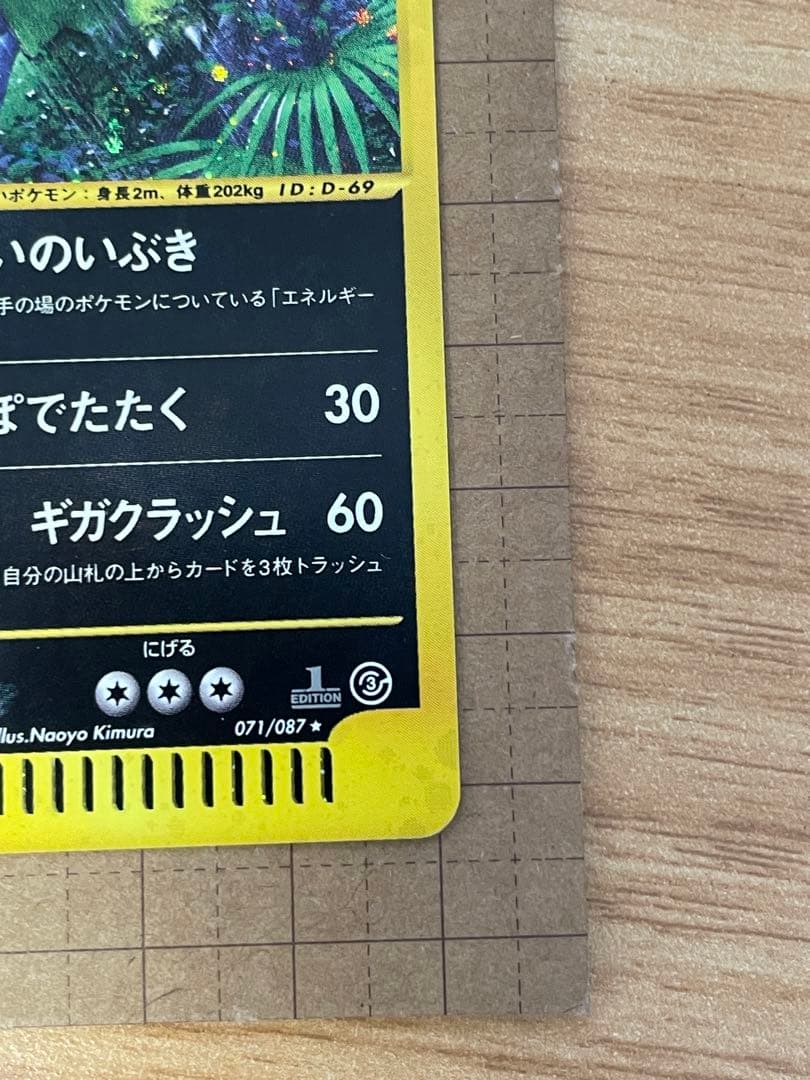 いポケモン：身長2m、体重202kg ID:D-69
いのいぶき
手の場のポケモンについている「エネルギー
ぽでたたく 30
ギガクラッシュ 60
自分の山札の上からカードを3枚トラッシュ
にげる
1 EDITION 3
llus.Naoyo Kimura 071/087 ★